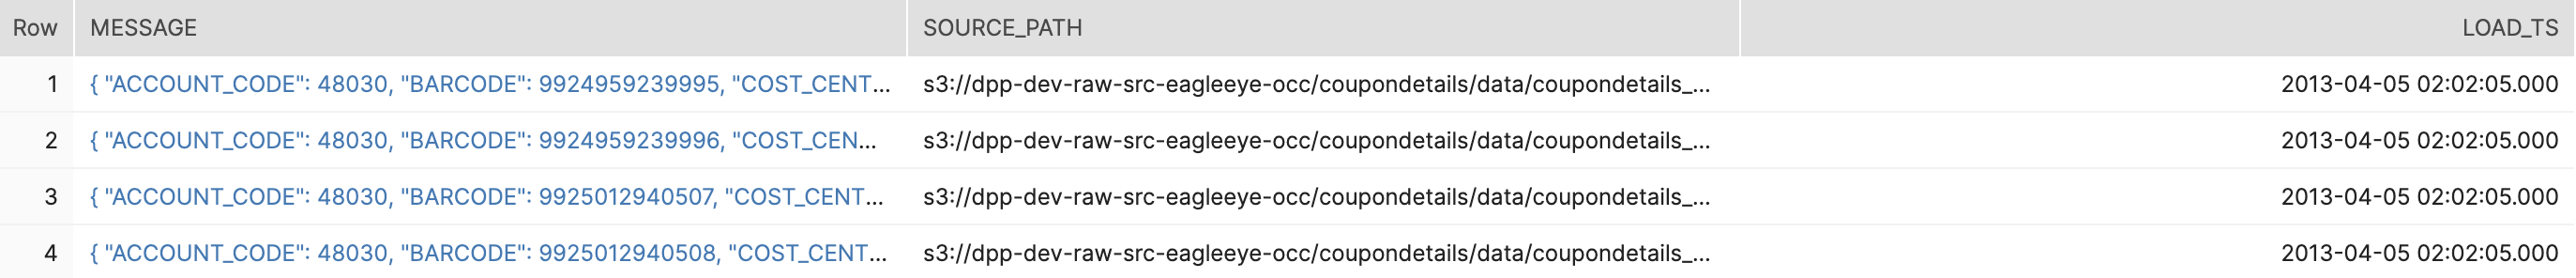 Row MESSAGE SOURCE_PATH LOAD_TS
1 { "ACCOUNT_CODE": 48030, "BARCODE": 9924959239995, "COST_CENT... s3://dpp-dev-raw-src-eagleeye-occ/coupondetails/data/coupondetails_... 2013-04-05 02:02:05.000
2 { "ACCOUNT_CODE": 48030, "BARCODE": 9924959239996, "COST_CEN... s3://dpp-dev-raw-src-eagleeye-occ/coupondetails/data/coupondetails_... 2013-04-05 02:02:05.000
3 { "ACCOUNT_CODE": 48030, "BARCODE": 9925012940507, "COST_CENT... s3://dpp-dev-raw-src-eagleeye-occ/coupondetails/data/coupondetails_... 2013-04-05 02:02:05.000
4 { "ACCOUNT_CODE": 48030, "BARCODE": 9925012940508, "COST_CENT... s3://dpp-dev-raw-src-eagleeye-occ/coupondetails/data/coupondetails_... 2013-04-05 02:02:05.000